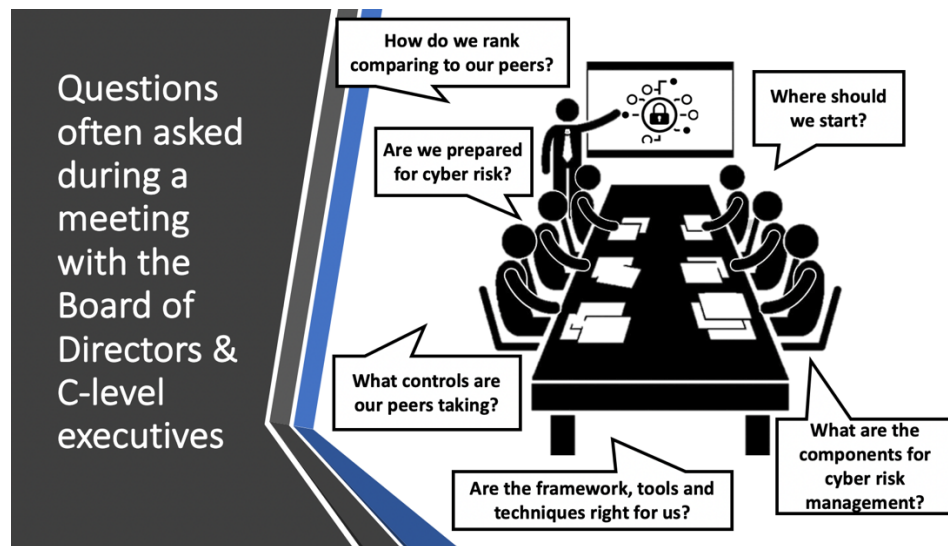 Questions
often asked
during a
meeting
with the
Board of
Directors &
C-level
executives
How do we rank
comparing to our peers?
Are we prepared
for cyber risk?
Where should
we start?
What controls are
our peers taking?
What are the
components for
cyber risk
management?
Are the framework, tools and
techniques right for us?